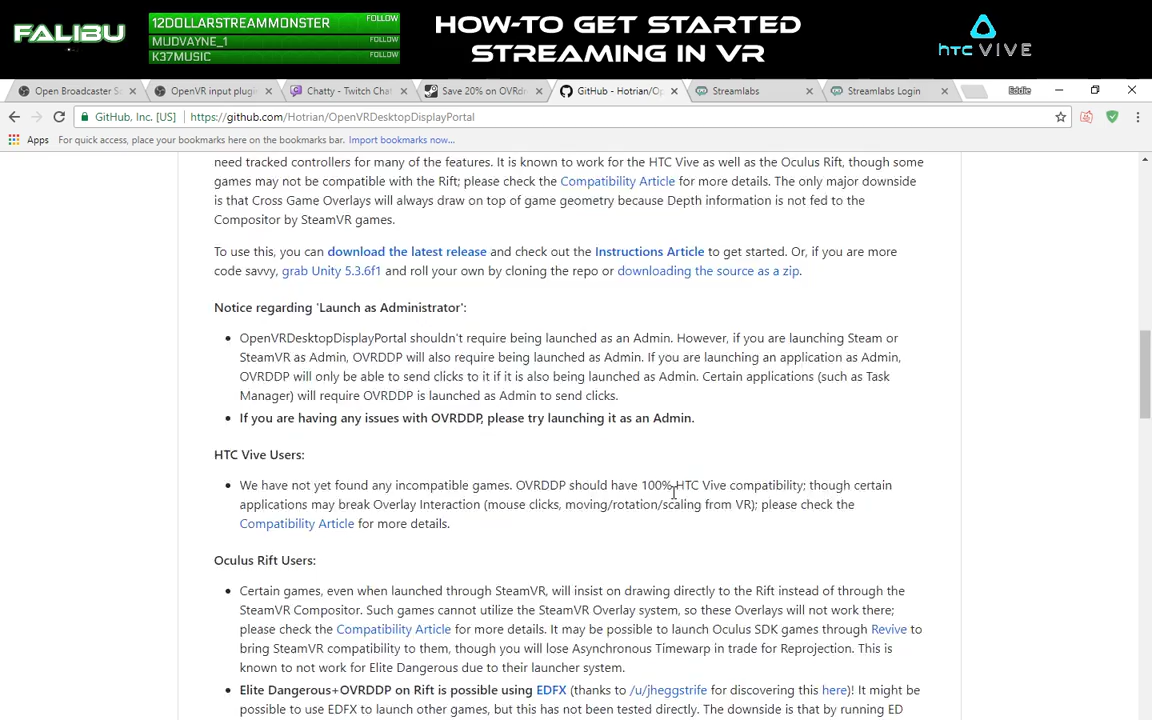 FALIBU
12DOLLARSTREAMMONSTER FOLLOW
MUDVAYNE_1 FOLLOW
K37MUSIC FOLLOW
HOW-TO GET STARTED
STREAMING IN VR
htc VIVE
Open Broadcaster S
OpenVR input plugin
Chatty - Twitch Chat
Save 20% on OVRd
GitHub - Hotrian/Op
Streamlabs
Streamlabs Login
Eddie
GitHub, Inc. [US] https://github.com/Hotrian/OpenVRDesktopDisplayPortal
Apps For quick access, place your bookmarks here on the bookmarks bar. Import bookmarks now...
need tracked controllers for many of the features. It is known to work for the HTC Vive as well as the Oculus Rift, though some
games may not be compatible with the Rift; please check the Compatibility Article for more details. The only major downside
is that Cross Game Overlays will always draw on top of game geometry because Depth information is not fed to the
Compositor by SteamVR games.
To use this, you can download the latest release and check out the Instructions Article to get started. Or, if you are more
code savvy, grab Unity 5.3.6f1 and roll your own by cloning the repo or downloading the source as a zip.
Notice regarding 'Launch as Administrator':
• OpenVRDesktopDisplayPortal shouldn't require being launched as an Admin. However, if you are launching Steam or
SteamVR as Admin, OVRDDP will also require being launched as Admin. If you are launching an application as Admin,
OVRDDP will only be able to send clicks to it if it is also being launched as Admin. Certain applications (such as Task
Manager) will require OVRDDP is launched as Admin to send clicks.
• If you are having any issues with OVRDDP, please try launching it as an Admin.
HTC Vive Users:
• We have not yet found any incompatible games. OVRDDP should have 100% HTC Vive compatibility; though certain
applications may break Overlay Interaction (mouse clicks, moving/rotation/scaling from VR); please check the
Compatibility Article for more details.
Oculus Rift Users:
• Certain games, even when launched through SteamVR, will insist on drawing directly to the Rift instead of through the
SteamVR Compositor. Such games cannot utilize the SteamVR Overlay system, so these Overlays will not work there;
please check the Compatibility Article for more details. It may be possible to launch Oculus SDK games through Revive to
bring SteamVR compatibility to them, though you will lose Asynchronous Timewarp in trade for Reprojection. This is
known to not work for Elite Dangerous due to their launcher system.
• Elite Dangerous+OVRDDP on Rift is possible using EDFX (thanks to /u/jheggstrife for discovering this here)! It might be
possible to use EDFX to launch other games, but this has not been tested directly. The downside is that by running ED